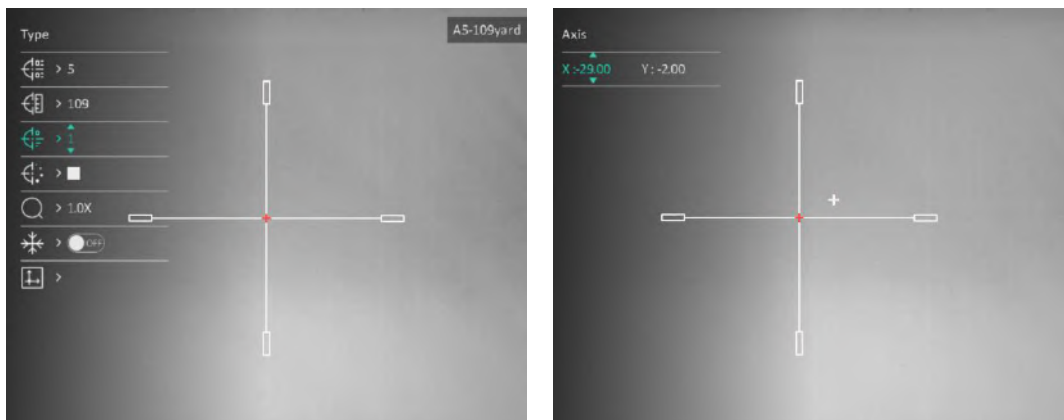 Type
A5-109yard
> 5
> 109
> 1
>
> 1.0X
> OFF
>
Axis
X :-29.00 Y : -2.00